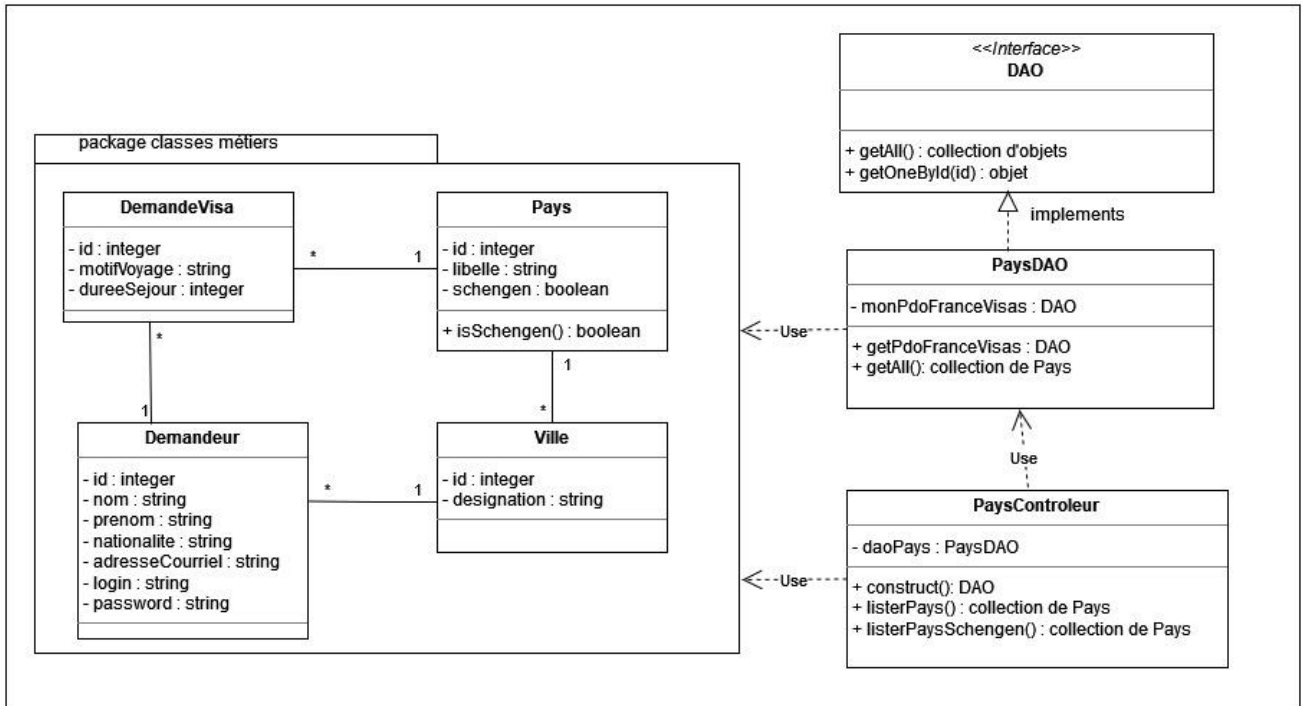 <<Interface>>
DAO
+ getAll() : collection d'objets
+ getOneById(id) : objet
implements
package classes métiers
DemandeVisa
- id : integer
- motifVoyage : string
- dureeSejour : integer
*
1
Pays
- id : integer
- libelle : string
- schengen : boolean
+ isSchengen() : boolean
PaysDAO
- monPdoFranceVisas : DAO
+ getPdoFranceVisas : DAO
+ getAll(): collection de Pays
Use
*
1
1
*
Use
Demandeur
- id : integer
- nom : string
- prenom : string
- nationalite : string
- adresseCourriel : string
- login : string
- password : string
*
1
Ville
- id : integer
- designation : string
PaysControleur
- daoPays : PaysDAO
+ construct(): DAO
+ listerPays() : collection de Pays
+ listerPaysSchengen() : collection de Pays
Use